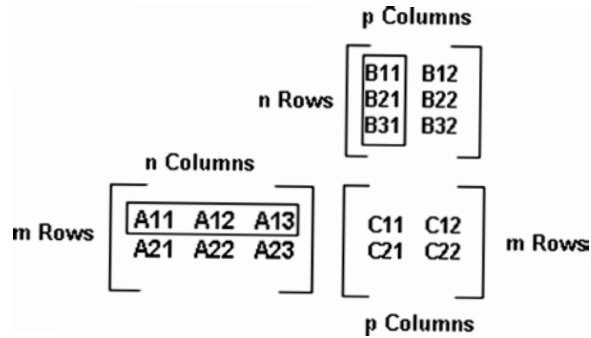 p Columns
B11 B12
n Rows B21 B22
B31 B32
n Columns
A11 A12 A13 C11 C12
m Rows A21 A22 A23 C21 C22 m Rows
p Columns